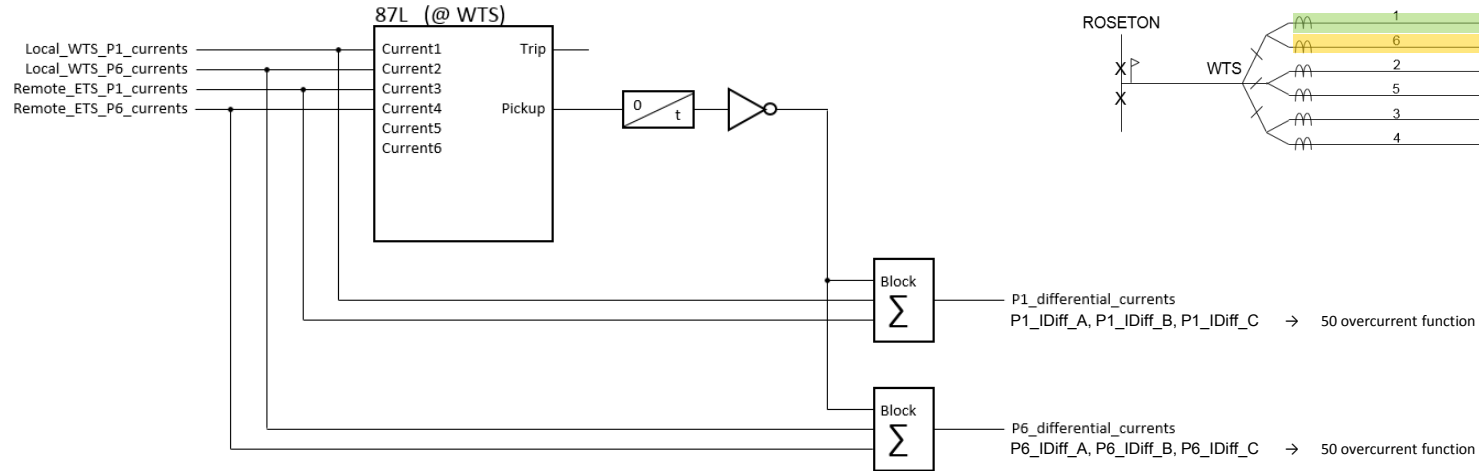 87L (@ WTS)
Local_WTS_P1_currents
Local_WTS_P6_currents
Remote_ETS_P1_currents
Remote_ETS_P6_currents
Current1
Current2
Current3
Current4
Current5
Current6
Trip
Pickup
0
t
ROSETON
X
X
WTS
1
6
2
5
3
4
Block
Σ
P1_differential_currents
P1_IDiff_A, P1_IDiff_B, P1_IDiff_C → 50 overcurrent function
Block
Σ
P6_differential_currents
P6_IDiff_A, P6_IDiff_B, P6_IDiff_C → 50 overcurrent function